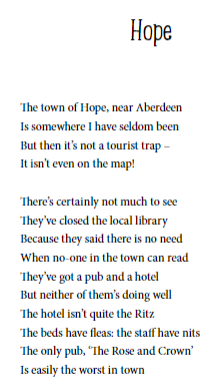 Hope
The town of Hope, near Aberdeen
Is somewhere I have seldom been
But then it's not a tourist trap –
It isn't even on the map!
There's certainly not much to see
They've closed the local library
Because they said there is no need
When no-one in the town can read
They've got a pub and a hotel
But neither of them's doing well
The hotel isn't quite the Ritz
The beds have fleas: the staff have nits
The only pub, 'The Rose and Crown'
Is easily the worst in town